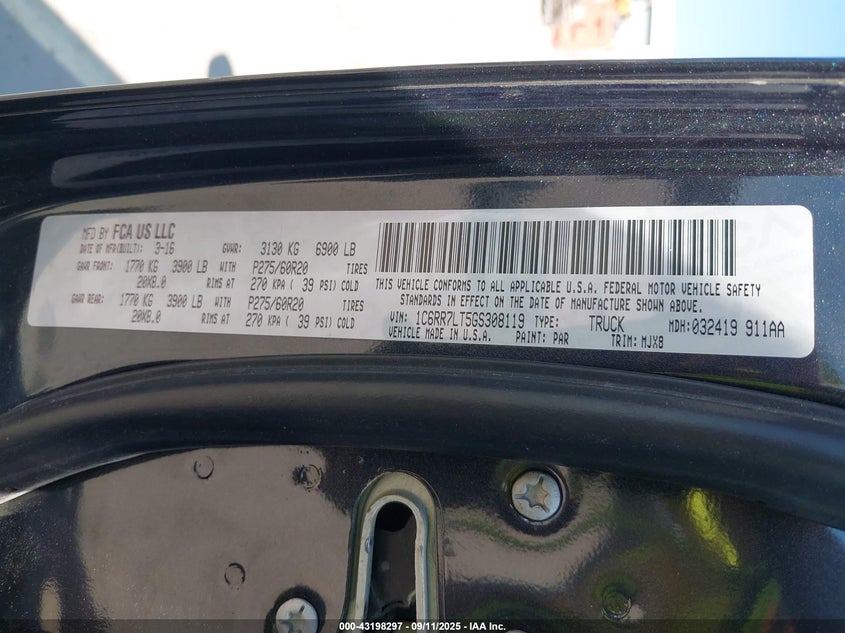 MFD BY FCA US LLC
DATE OF MFR(BUILT): 3-16 GVWR: 3130 KG 6900 LB
GAWR FRONT: 1770 KG 3900 LB WITH P275/60R20 TIRES
20X8.0 RIMS AT 270 KPA ( 39 PSI) COLD
GAWR REAR: 1770 KG 3900 LB WITH P275/60R20 TIRES
20X8.0 RIMS AT 270 KPA ( 39 PSI) COLD
THIS VEHICLE CONFORMS TO ALL APPLICABLE U.S.A. FEDERAL MOTOR VEHICLE SAFETY
STANDARDS IN EFFECT ON THE DATE OF MANUFACTURE SHOWN ABOVE.
VIN: 1C6RR7LT5GS308119 TYPE: TRUCK MDH:032419 911AA
VEHICLE MADE IN U.S.A. PAINT: PAR TRIM: MJX8
000-43198297 - 09/11/2025 - IAA Inc.